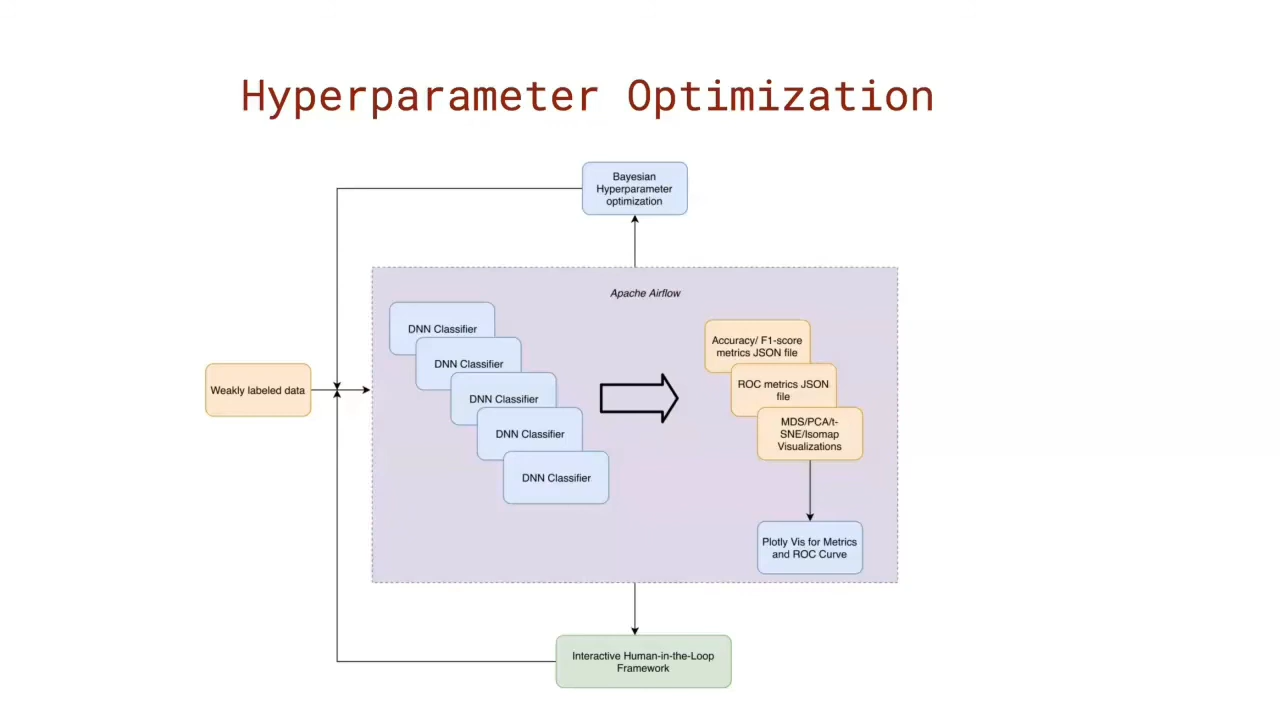 Hyperparameter Optimization
Bayesian
Hyperparameter
optimization
Apache Airflow
DNN Classifier
DNN Classifier
DNN Classifier
DNN Classifier
DNN Classifier
Accuracy/ F1-score
metrics JSON file
ROC metrics JSON
file
MDS/PCA/t-
SNE/Isomap
Visualizations
Weakly labeled data
Plotly Vis for Metrics
and ROC Curve
Interactive Human-in-the-Loop
Framework